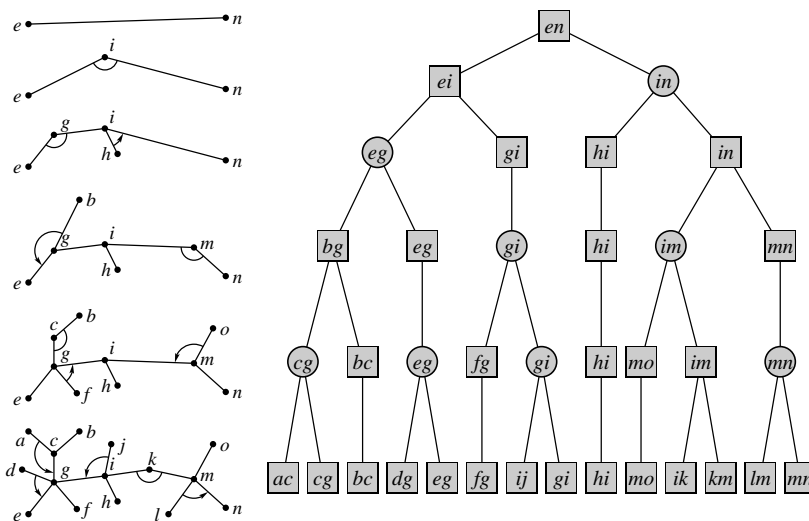 e n
e i n
e g i h n
b e g i h m n
c b e g f i h m o n
a c b d e g f j i h k l m o n
en
ei in
eg gi hi in
bg eg gi hi im mn
cg bc eg fg gi hi mo im mn
ac cg bc dg eg fg ij gi hi mo ik km lm mn